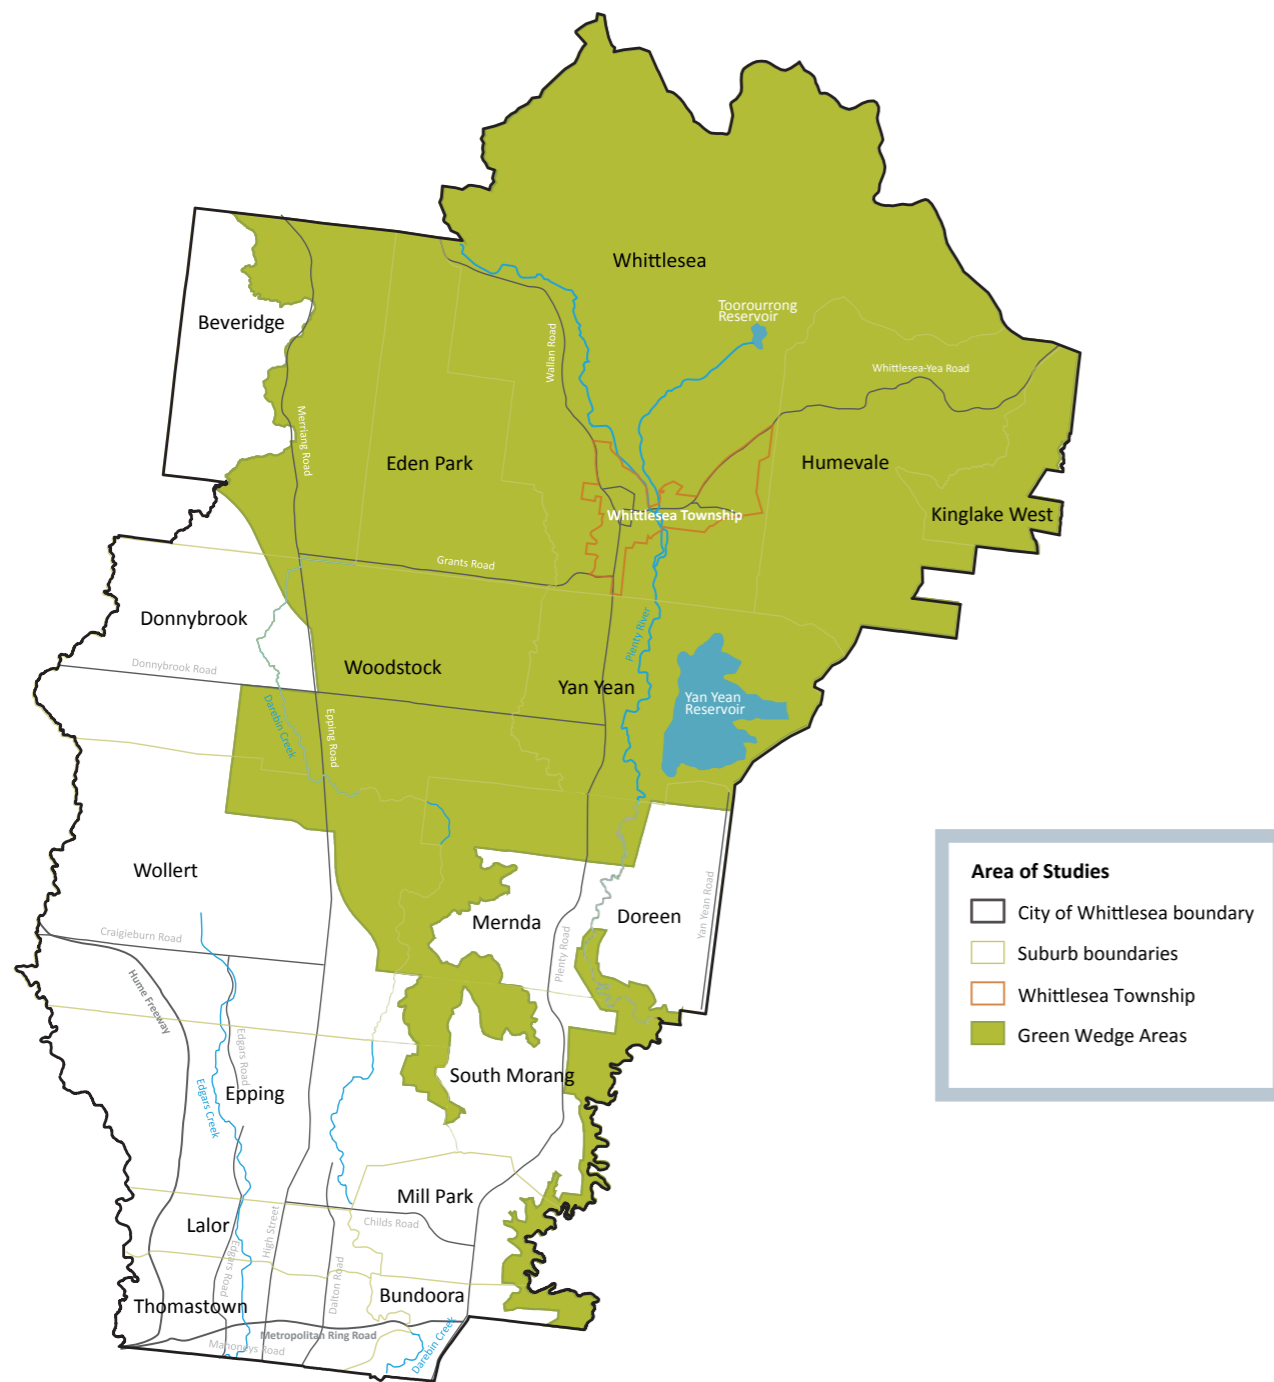 Whittlesea
Toorourrong
Reservoir
Beveridge
Wallan Road
Whittlesea-Yea Road
Merriang Road
Eden Park
Humevale
Whittlesea Township
Kinglake West
Grants Road
Donnybrook
Plenty River
Donnybrook Road
Woodstock
Yan Yean
Yan Yean
Reservoir
Darebin Creek
Epping Road
Wollert
Mernda
Doreen
Yan Yean Road
Craigieburn Road
Plenty Road
Hume Freeway
Edgars Road
South Morang
Epping
Edgars Creek
Mill Park
Lalor
Childs Road
High Street
Edgars Road
Dalton Road
Thomastown
Bundoora
Metropolitan Ring Road
Mahoneys Road
Darebin Creek
Area of Studies
City of Whittlesea boundary
Suburb boundaries
Whittlesea Township
Green Wedge Areas